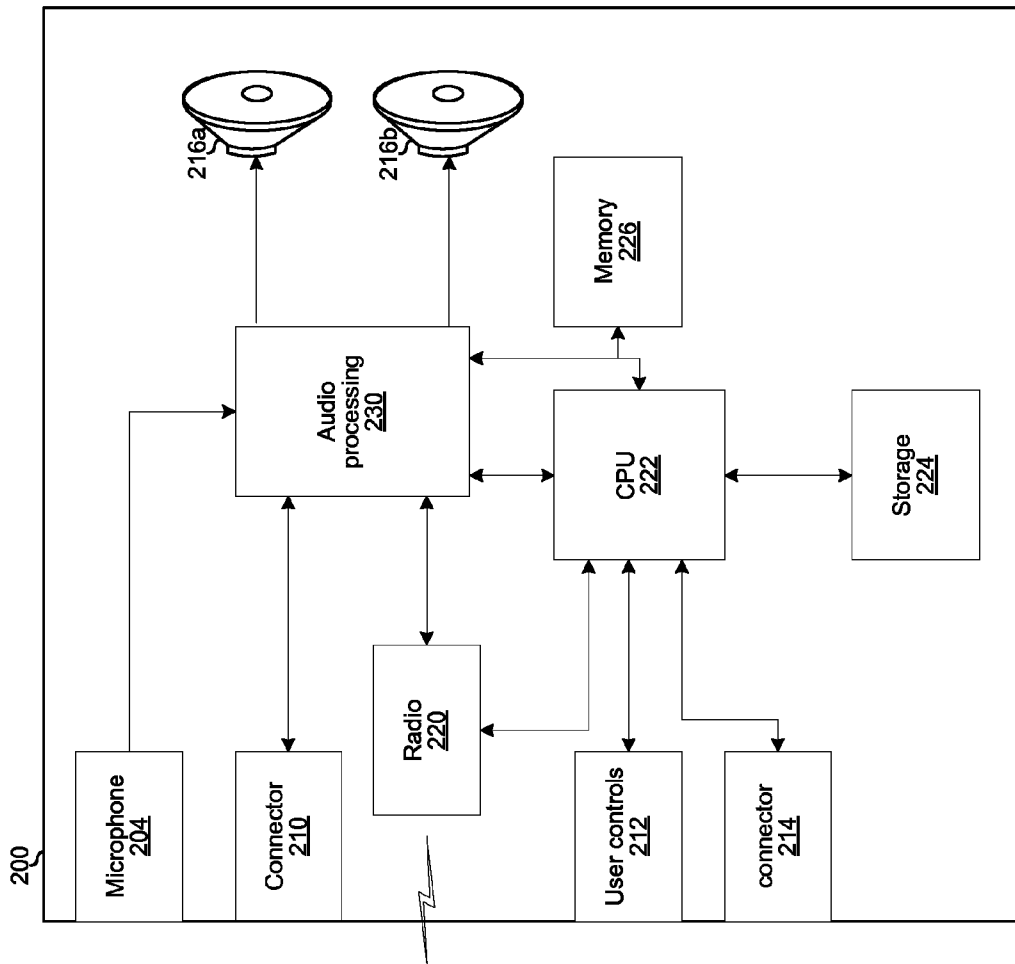 200
Microphone
204
Connector
210
Radio
220
User controls
212
connector
214
Audio
processing
230
CPU
222
Storage
224
Memory
226
216a
216b